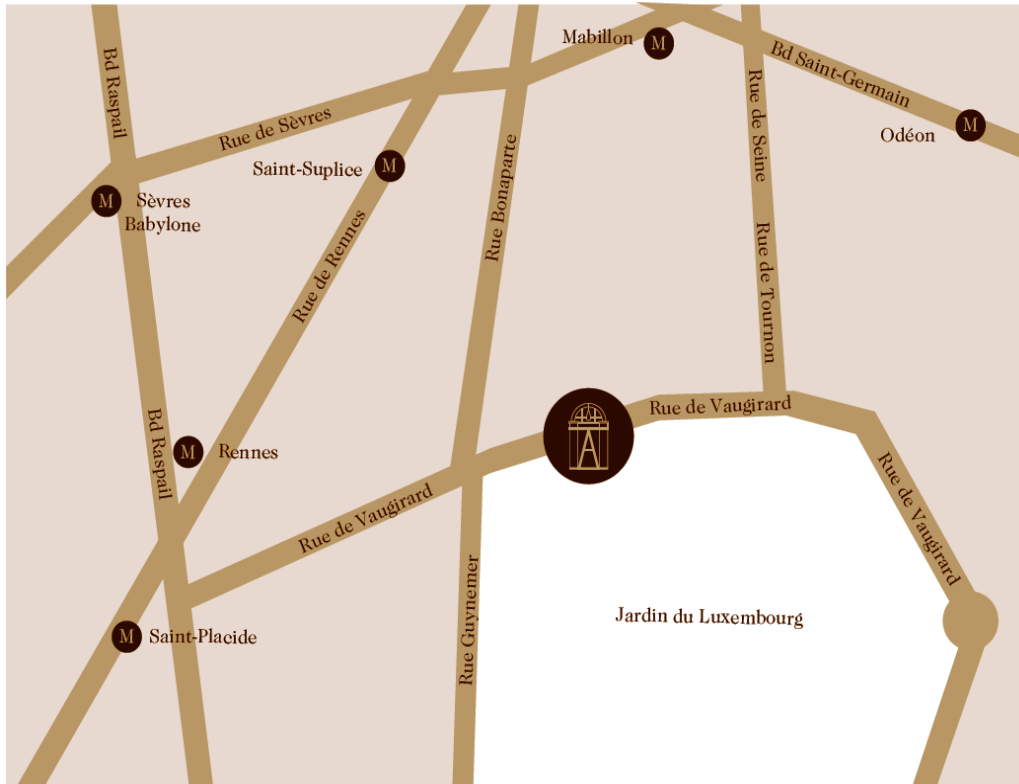 Mabillon
M
Bd Raspail
Bd Saint-Germain
Rue de Sèvres
Rue de Seine
Odéon
M
Saint-Suplice
M
Rue Bonaparte
M
Sèvres
Babylone
Rue de Rennes
Rue de Tournon
Rue de Vaugirard
Bd Raspail
M
Rennes
Rue de Vaugirard
Rue de Vaugirard
Rue Guynemer
Jardin du Luxembourg
M
Saint-Placide